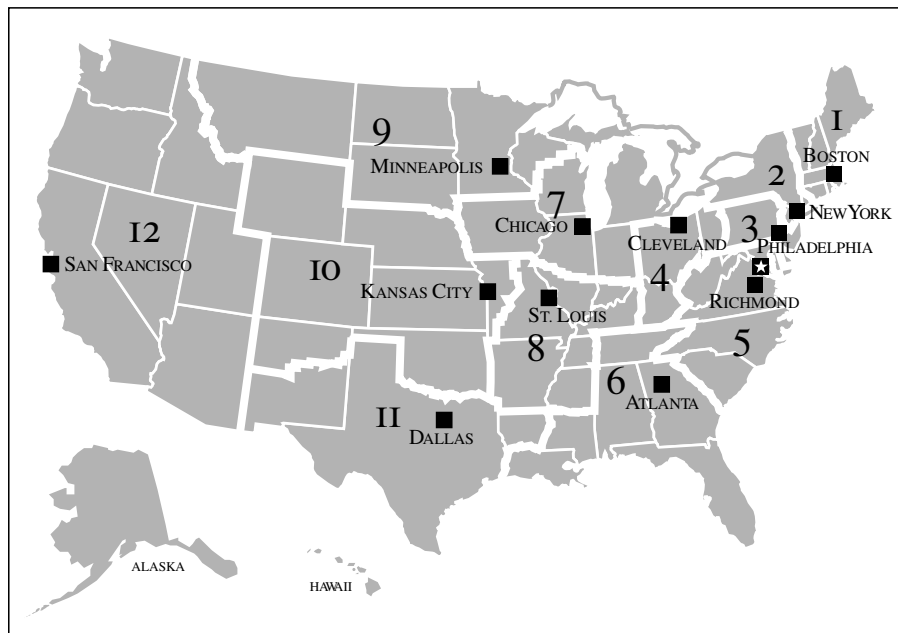 1
BOSTON
9
MINNEAPOLIS
2
7
NEW YORK
CHICAGO
12
CLEVELAND
3
PHILADELPHIA
SAN FRANCISCO
10
4
KANSAS CITY
RICHMOND
ST. LOUIS
8
5
6
ATLANTA
11
DALLAS
ALASKA
HAWAII